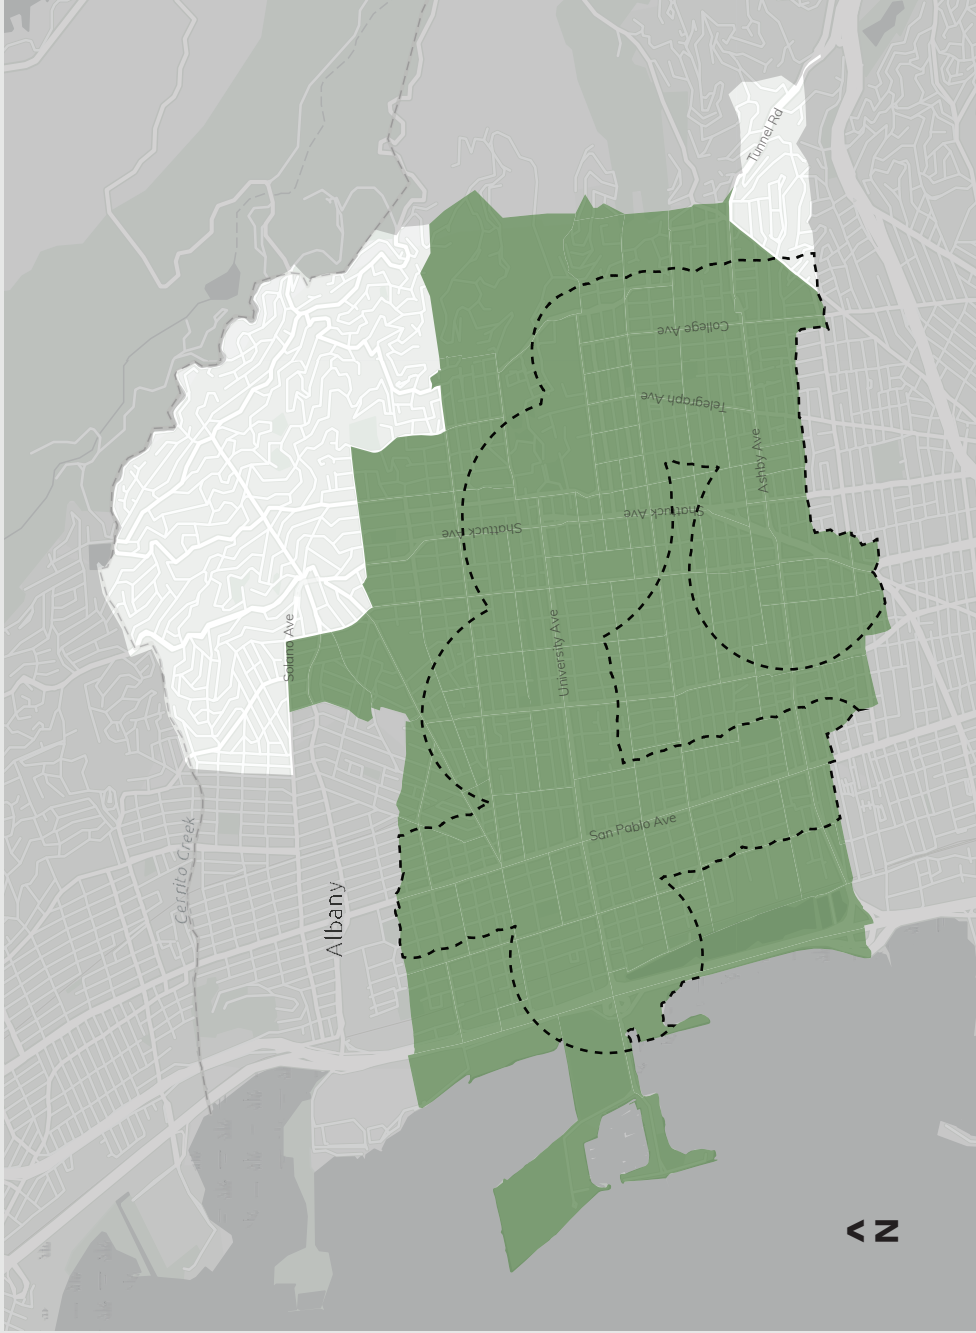 Tunnel Rd
College Ave
Telegraph Ave
Ashby Ave
Shattuck Ave
Shattuck Ave
Solano Ave
University Ave
San Pablo Ave
Cerrito Creek
Albany
N